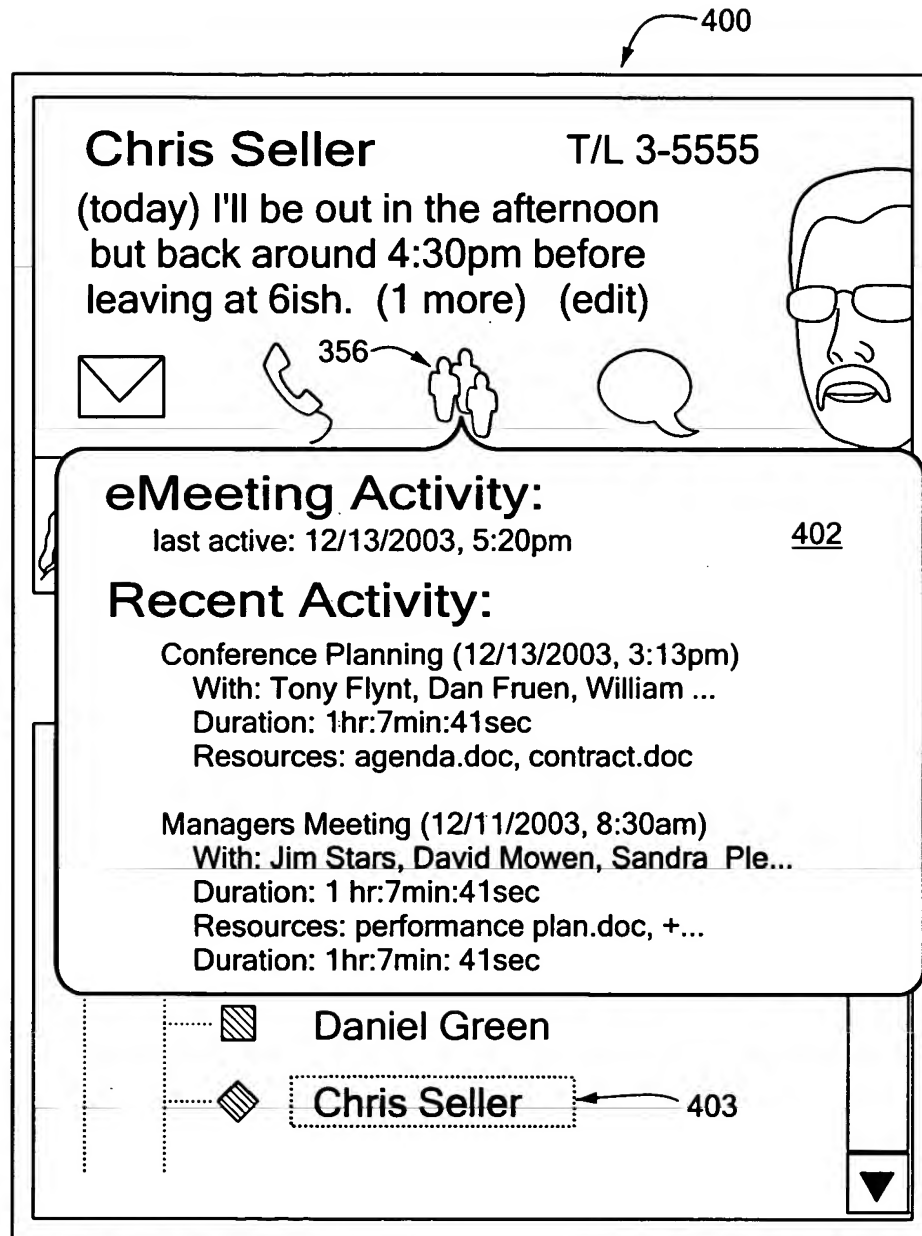 400
Chris Seller T/L 3-5555
(today) I'll be out in the afternoon
but back around 4:30pm before
leaving at 6ish. (1 more) (edit)
356
eMeeting Activity:
last active: 12/13/2003, 5:20pm 402
Recent Activity:
Conference Planning (12/13/2003, 3:13pm)
With: Tony Flynt, Dan Fruen, William ...
Duration: 1hr:7min:41sec
Resources: agenda.doc, contract.doc
Managers Meeting (12/11/2003, 8:30am)
With: Jim Stars, David Mowen, Sandra Ple...
Duration: 1 hr:7min:41sec
Resources: performance plan.doc, +...
Duration: 1hr:7min: 41sec
Daniel Green
Chris Seller 403